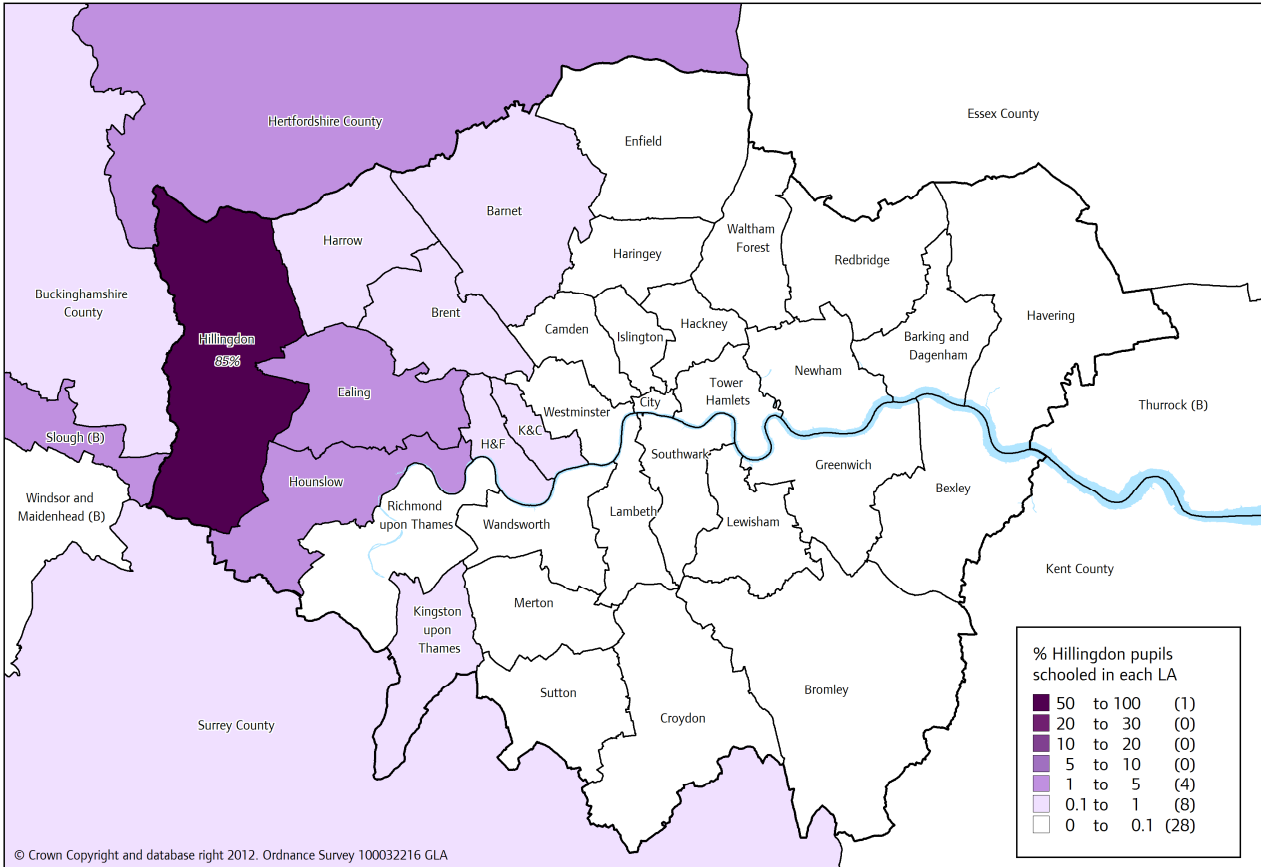 Hertfordshire County
Essex County
Enfield
Barnet
Harrow
Waltham
Forest
Haringey
Redbridge
Buckinghamshire
County
Brent
Camden
Islington
Hackney
Havering
Barking and
Dagenham
Hillingdon
85%
Newham
Ealing
Tower
Hamlets
City
Westminster
Thurrock (B)
K&C
H&F
Slough (B)
Southwark
Greenwich
Hounslow
Bexley
Windsor and
Maidenhead (B)
Richmond
upon Thames
Wandsworth
Lambeth
Lewisham
Kent County
Merton
Kingston
upon
Thames
Sutton
Bromley
Croydon
Surrey County
% Hillingdon pupils
schooled in each LA
50 to 100 (1)
20 to 30 (0)
10 to 20 (0)
5 to 10 (0)
1 to 5 (4)
0.1 to 1 (8)
0 to 0.1 (28)
© Crown Copyright and database right 2012. Ordnance Survey 100032216 GLA